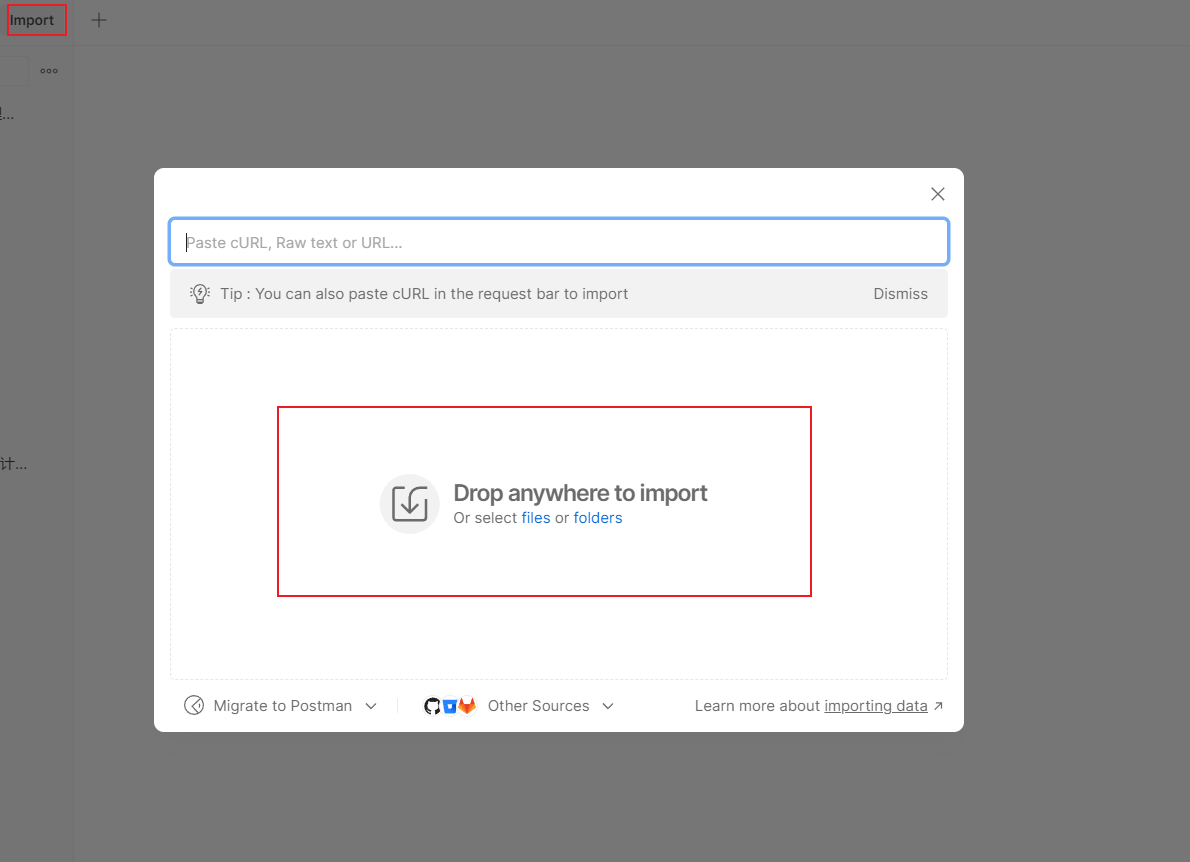 Import
...
Paste cURL, Raw text or URL...
Tip : You can also paste cURL in the request bar to import
Dismiss
Drop anywhere to import
Or select files or folders
计...
Migrate to Postman
Other Sources
Learn more about importing data